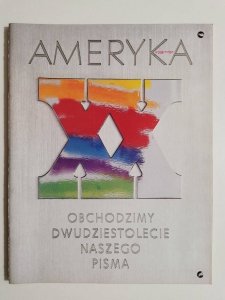 AMERYKA
XX
OBCHODZIMY
DWUDZIESTOLECIE
NASZEGO
PISMA